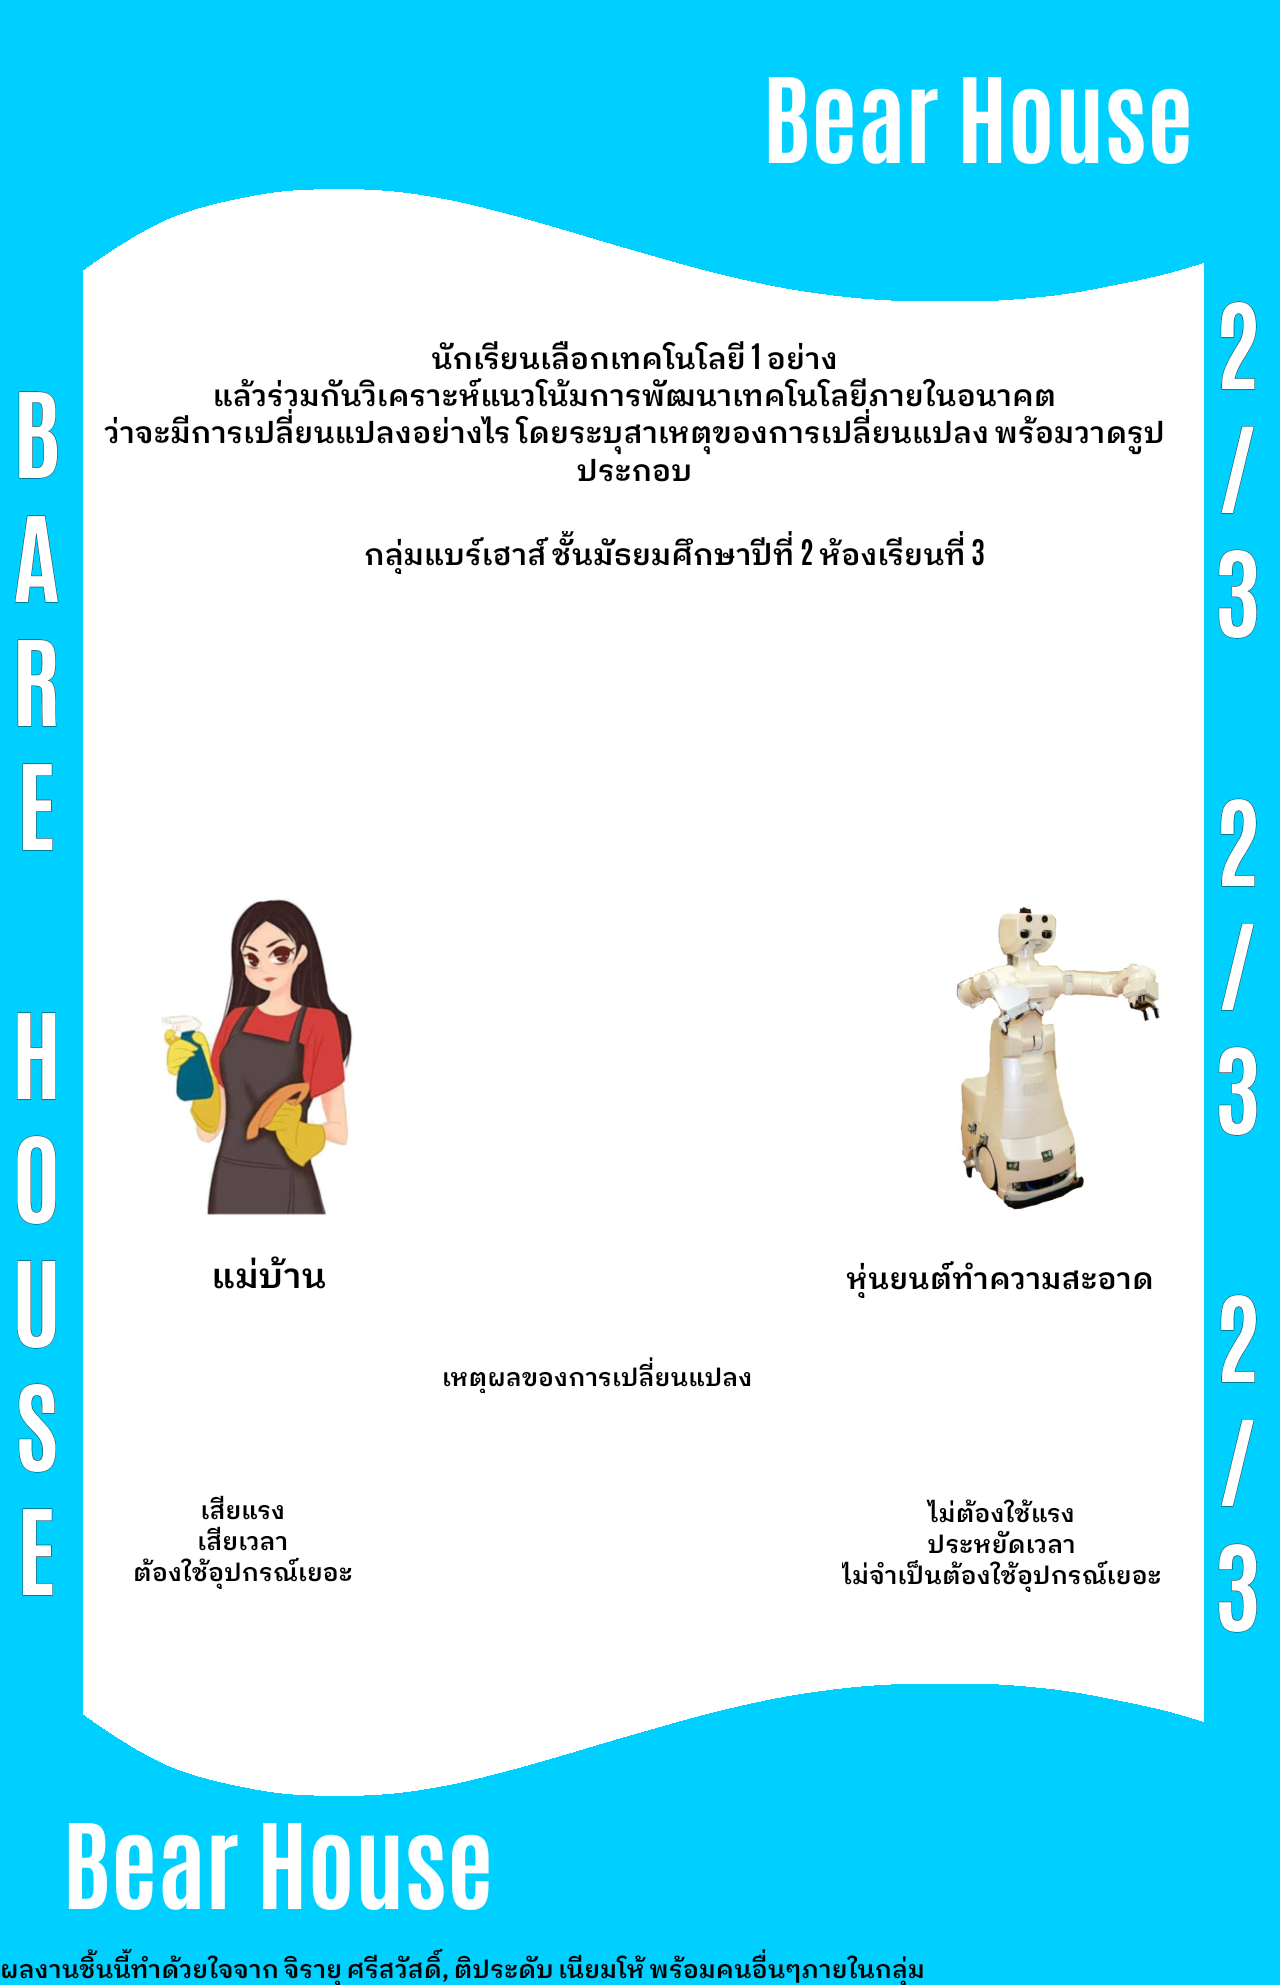 Bear House
นักเรียนเลือกเทคโนโลยี 1 อย่าง
แล้วร่วมกันวิเคราะห์แนวโน้มการพัฒนาเทคโนโลยีภายในอนาคต
ว่าจะมีการเปลี่ยนแปลงอย่างไร โดยระบุสาเหตุของการเปลี่ยนแปลง พร้อมวาดรูป
ประกอบ
กลุ่มแบร์เฮาส์ ชั้นมัธยมศึกษาปีที่ 2 ห้องเรียนที่ 3
BARE HOUSE
2/3 2/3 2/3
แม่บ้าน
หุ่นยนต์ทำความสะอาด
เหตุผลของการเปลี่ยนแปลง
เสียแรง
เสียเวลา
ต้องใช้อุปกรณ์เยอะ
ไม่ต้องใช้แรง
ประหยัดเวลา
ไม่จำเป็นต้องใช้อุปกรณ์เยอะ
Bear House
ผลงานชิ้นนี้ทำด้วยใจจาก จิรายุ ศรีสวัสดิ์, ติประดับ เนียมโห้ พร้อมคนอื่นๆภายในกลุ่ม